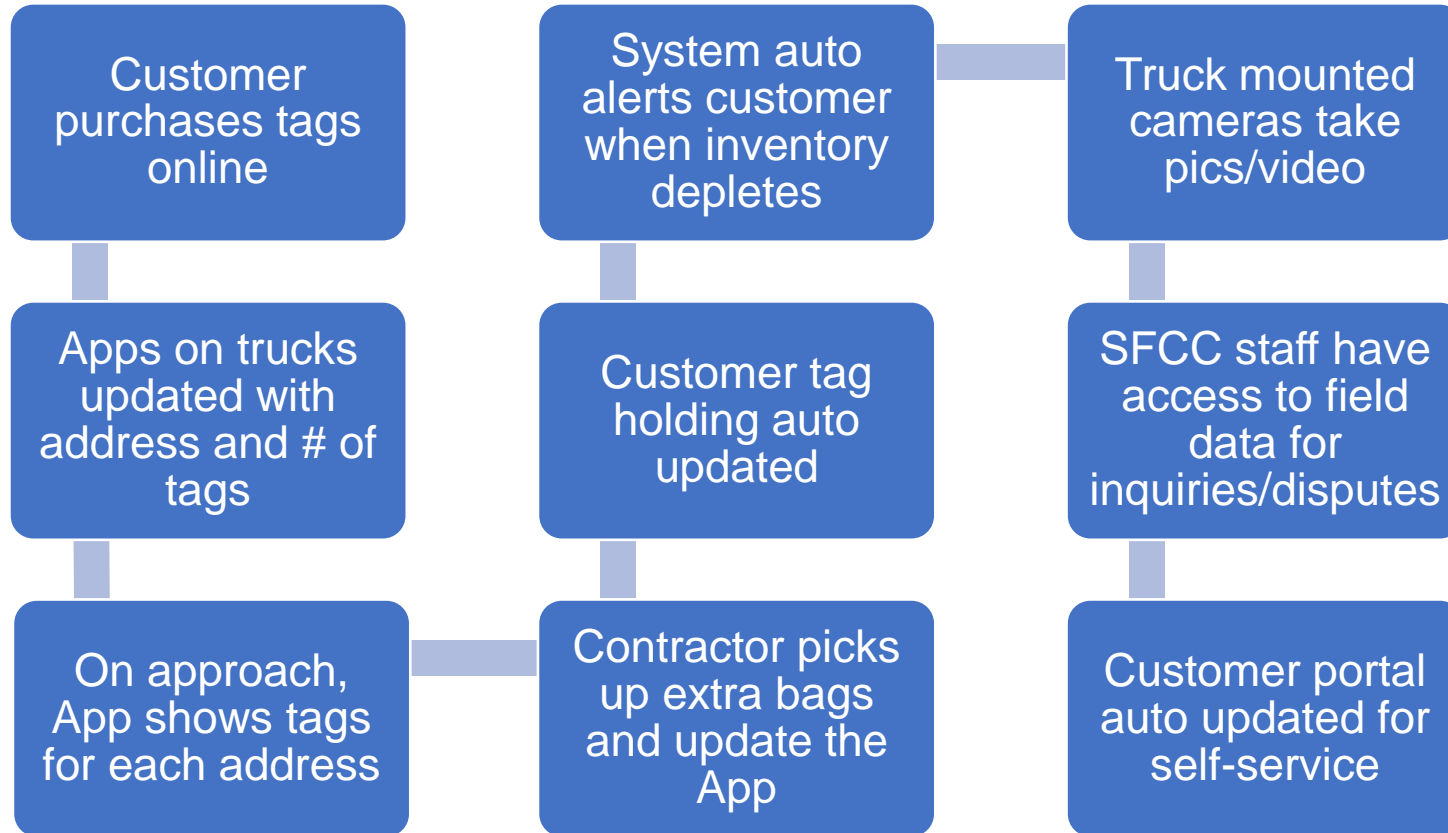 Customer
purchases tags
online
Apps on trucks
updated with
address and # of
tags
On approach,
App shows tags
for each address
Contractor picks
up extra bags
and update the
App
Customer tag
holding auto
updated
System auto
alerts customer
when inventory
depletes
Truck mounted
cameras take
pics/video
SFCC staff have
access to field
data for
inquiries/disputes
Customer portal
auto updated for
self-service